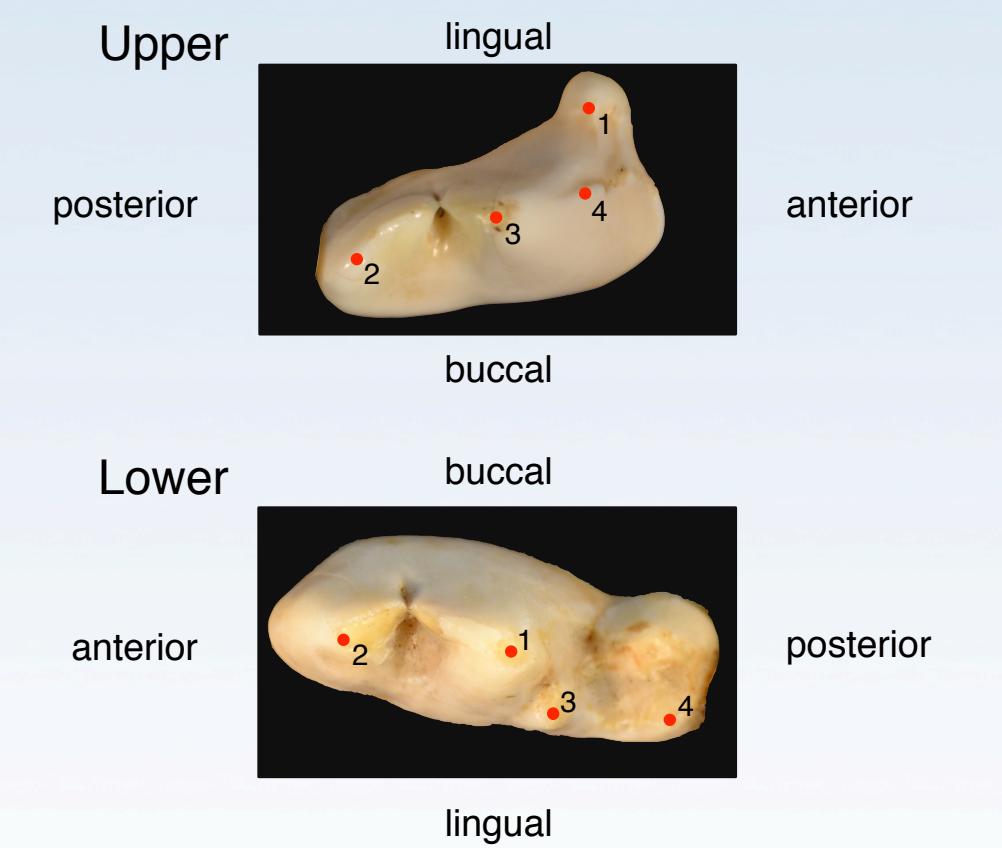 Upper
lingual
posterior
anterior
1
4
3
2
buccal
Lower
buccal
anterior
posterior
1
2
3
4
lingual